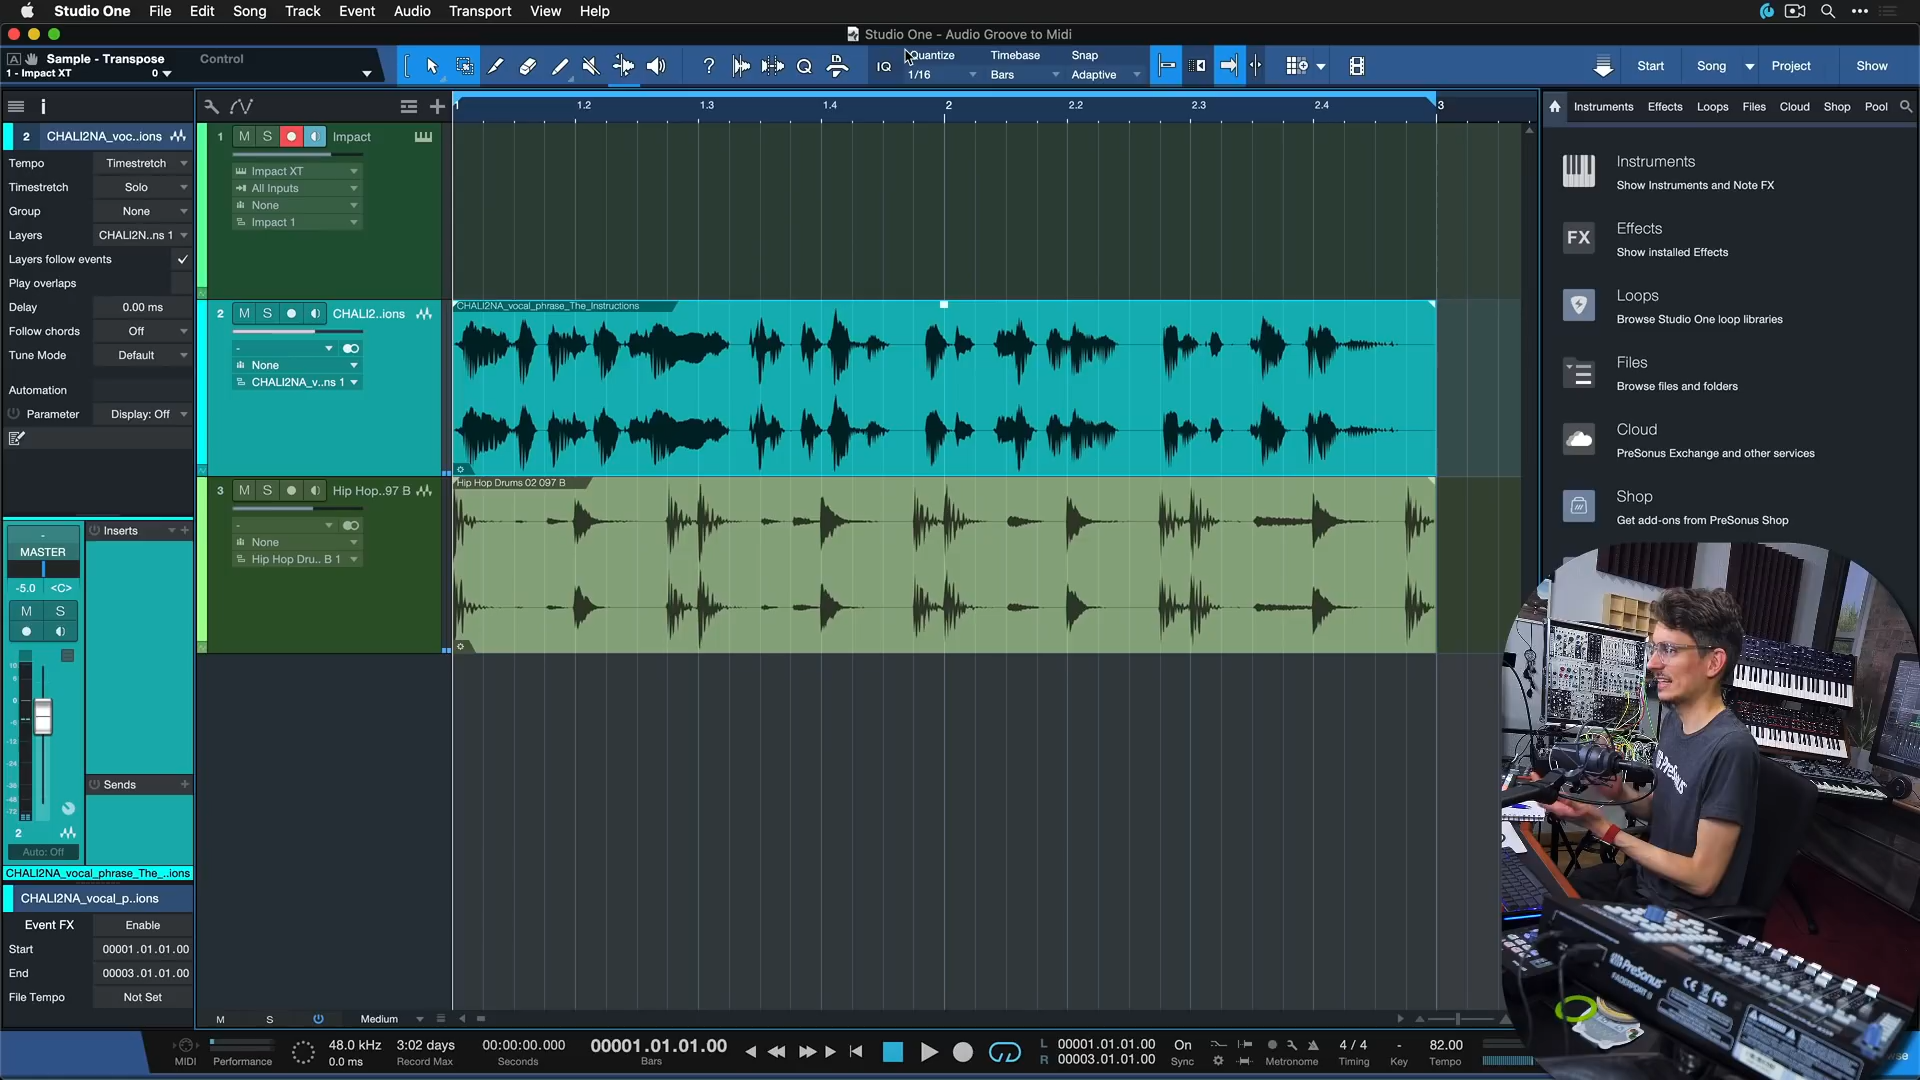 Studio One File Edit Song Track Event Audio Transport View Help
Studio One - Audio Groove to Midi
Sample - Transpose
Control
1 - Impact XT 0
IQ
Quantize
1/16
Timebase
Bars
Snap
Adaptive
Start Song Project Show
1 1.2 1.3 1.4 2 2.2 2.3 2.4 3
Instruments Effects Loops Files Cloud Shop Pool
2 CHALI2NA_voc..ions
Tempo Timestretch
Timestretch Solo
Group None
Layers CHALI2N..ns 1
Layers follow events
Play overlaps
Delay 0.00 ms
Follow chords Off
Tune Mode Default
Automation
Parameter Display: Off
1 M S Impact
Impact XT
All Inputs
None
Impact 1
2 M S CHALI2..ions
-
None
CHALI2NA_v..ns 1
CHALI2NA_vocal_phrase_The_Instructions
3 M S Hip Hop..97 B
-
None
Hip Hop Dru.. B 1
Hip Hop Drums 02 097 B
Instruments
Show Instruments and Note FX
FX
Effects
Show installed Effects
Loops
Browse Studio One loop libraries
Files
Browse files and folders
Cloud
PreSonus Exchange and other services
Shop
Get add-ons from PreSonus Shop
-
MASTER
-5.0 <C>
M S
Inserts
Sends
2
Auto: Off
CHALI2NA_vocal_phrase_The_..ions
CHALI2NA_vocal_p..ions
Event FX Enable
Start 00001.01.01.00
End 00003.01.01.00
File Tempo Not Set
M S Medium
MIDI
Performance
48.0 kHz
0.0 ms
3:02 days
Record Max
00:00:00.000
Seconds
00001.01.01.00
Bars
L 00001.01.01.00
R 00003.01.01.00
On
Sync
Metronome
4 / 4
Timing
-
Key
82.00
Tempo
PreSonus
PreSonus
FADERPORT 8
PreSonus